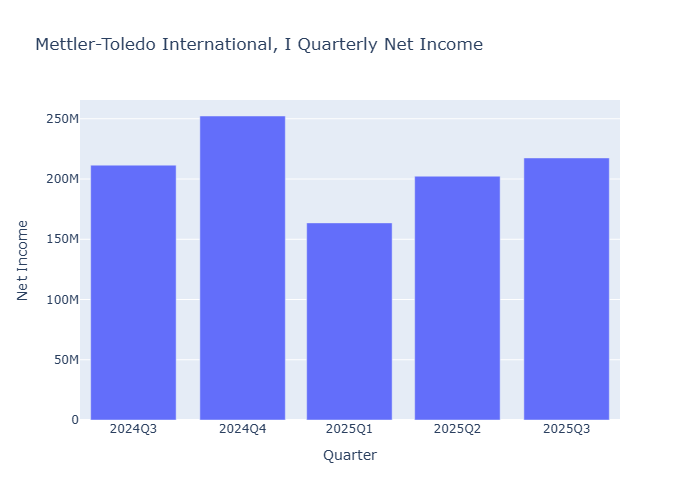 Mettler-Toledo International, I Quarterly Net Income
250M
200M
150M
100M
50M
0
Net Income
2024Q3 2024Q4 2025Q1 2025Q2 2025Q3
Quarter